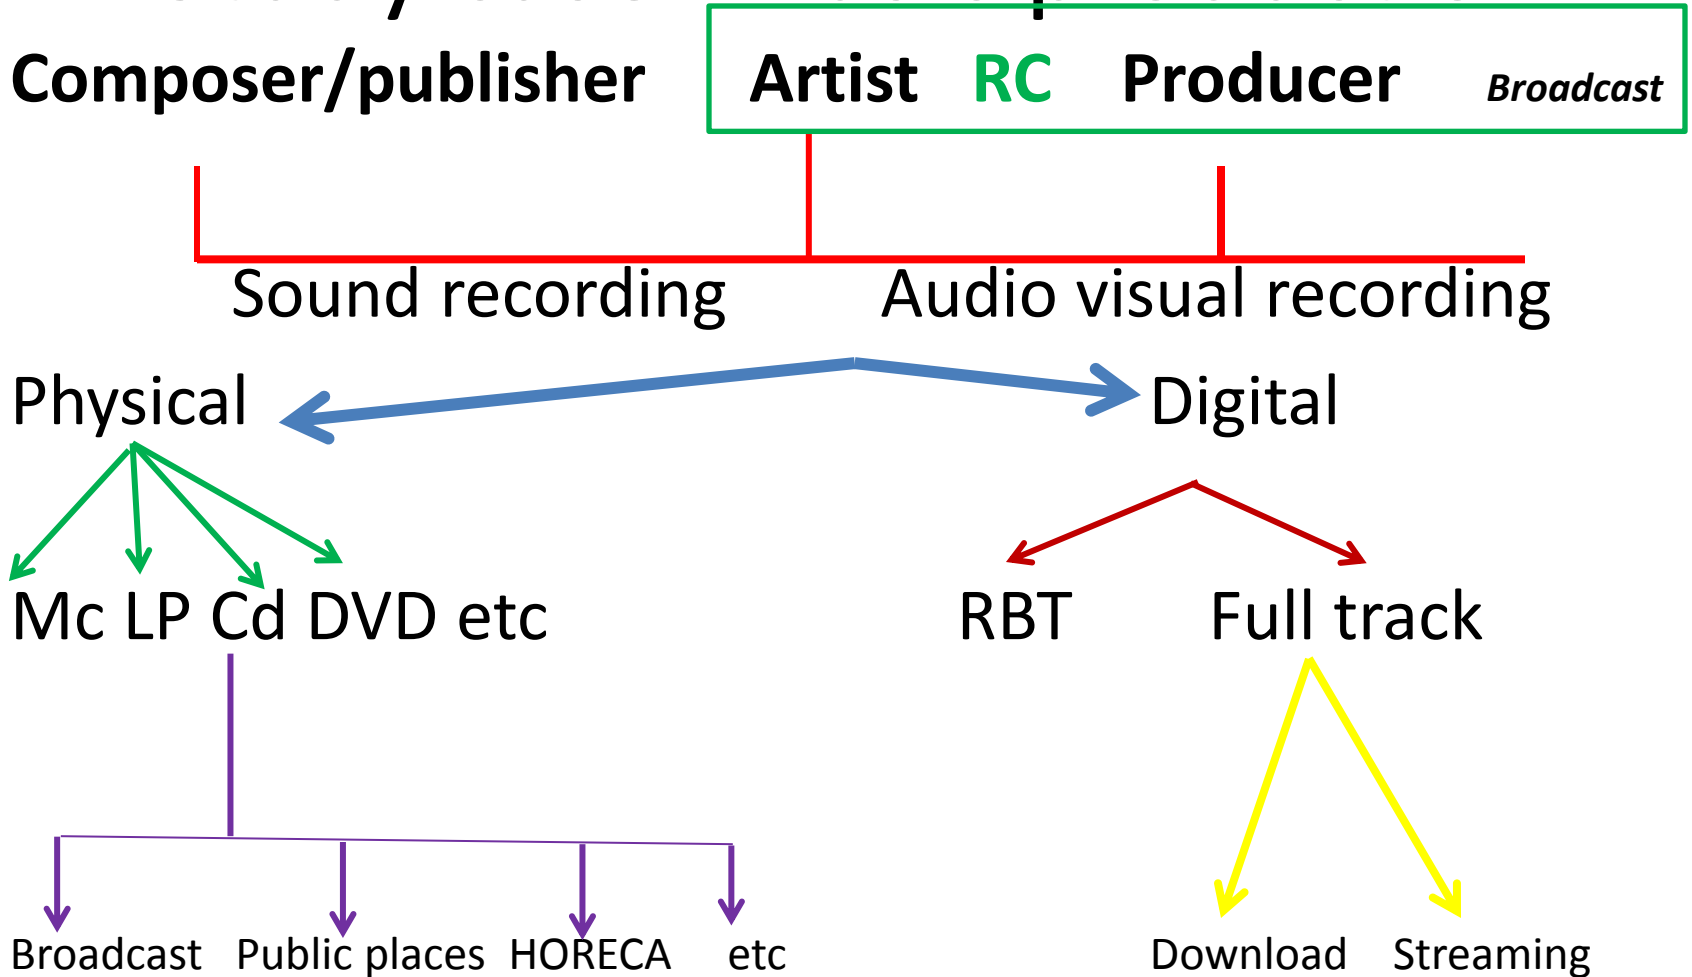 Composer/publisher Artist RC Producer Broadcast
Sound recording Audio visual recording
Physical Digital
Mc LP Cd DVD etc RBT Full track
Broadcast Public places HORECA etc Download Streaming